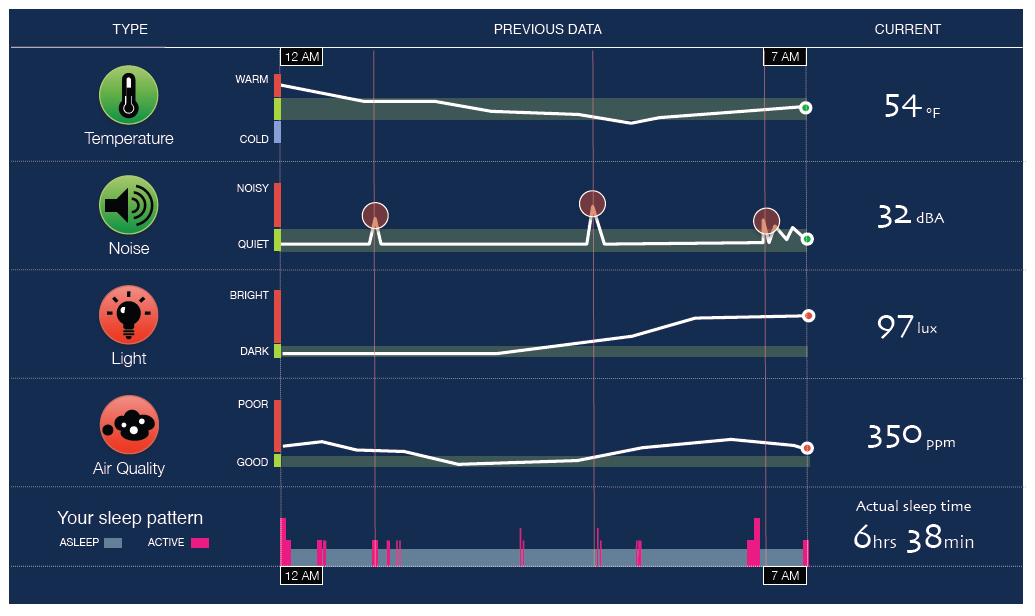 TYPE
PREVIOUS DATA
CURRENT
12 AM
7 AM
WARM
COLD
Temperature
54 °F
NOISY
QUIET
Noise
32 dBA
BRIGHT
DARK
Light
97 lux
POOR
GOOD
Air Quality
350 ppm
Your sleep pattern
ASLEEP
ACTIVE
Actual sleep time
6hrs 38min
12 AM
7 AM